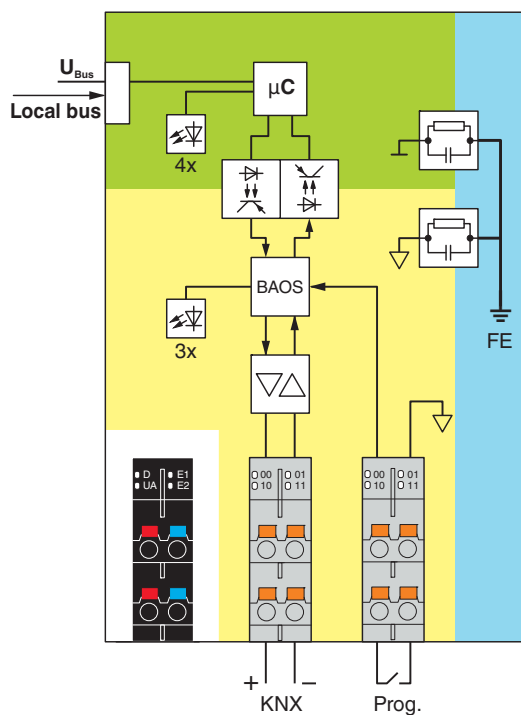 U Bus
Local bus
µC
4x
BAOS
3x
FE
D E1
UA E2
00 01
10 11
00 01
10 11
+ −
KNX
Prog.